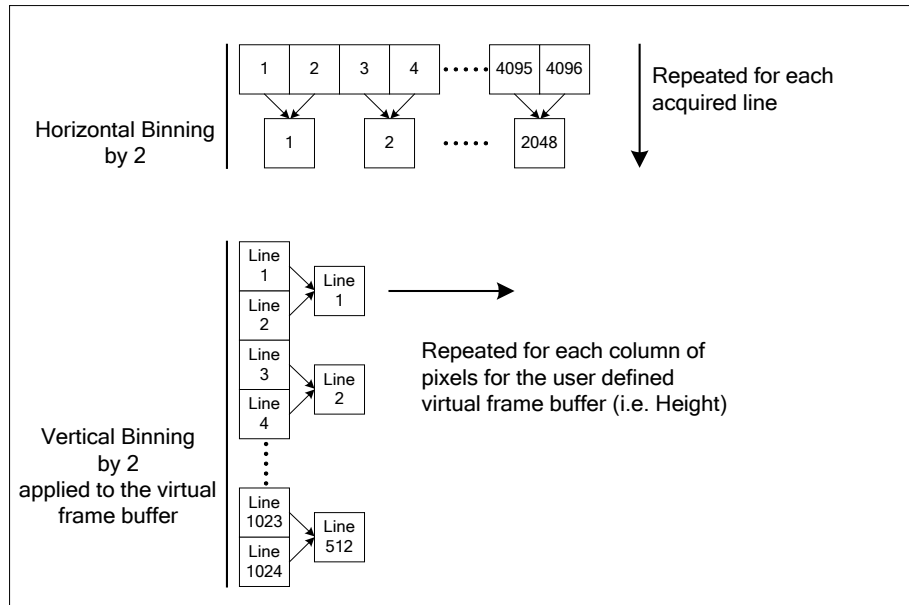 1 2 3 4 ····· 4095 4096
Repeated for each
acquired line
Horizontal Binning
by 2
1 2 ····· 2048
Line
1
Line
2
Line
1
Line
3
Line
4
Line
2
Repeated for each column of
pixels for the user defined
virtual frame buffer (i.e. Height)
Vertical Binning
by 2
applied to the virtual
frame buffer
Line
1023
Line
1024
Line
512